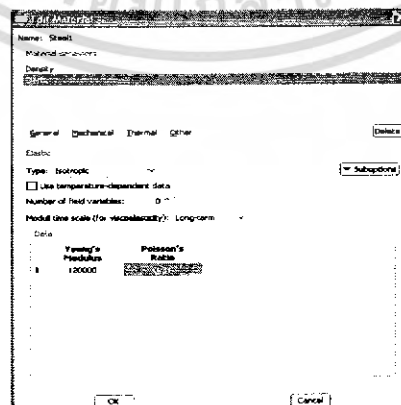 Edit Material
Name: Steel1
Material Behaviors
Density
General Mechanical Thermal Other Delete
Elastic
Type: Isotropic Suboptions
Use temperature-dependent data
Number of field variables: 0
Moduli time scale (for viscoelasticity): Long-term
Data
Young's Modulus Poisson's Ratio
1 120000
OK Cancel